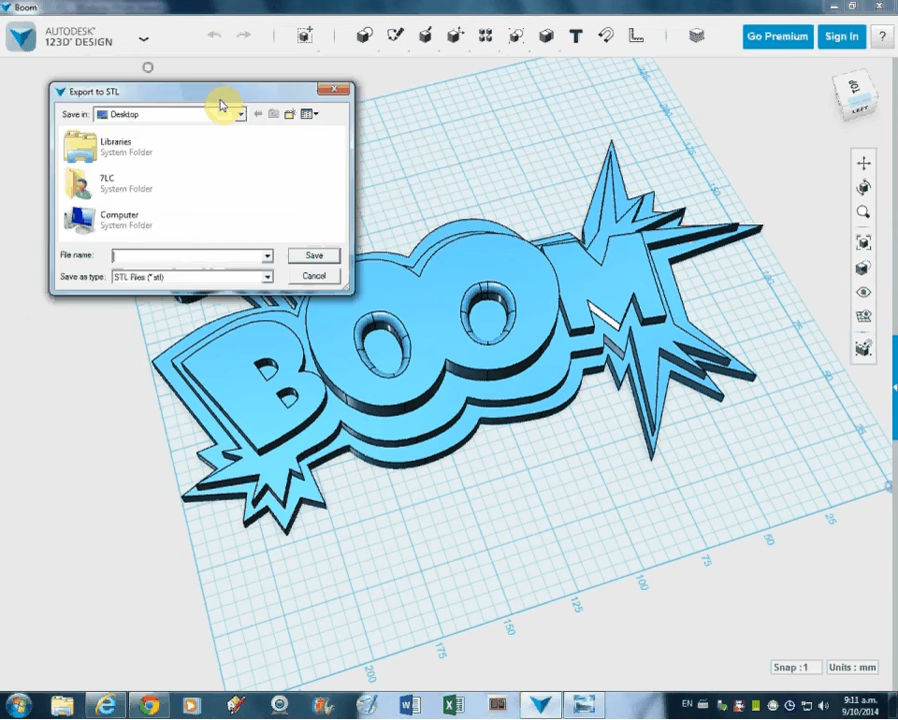 Boom
AUTODESK®
123D® DESIGN
T
Go Premium
Sign In
?
Export to STL
Save in:
Desktop
Libraries
System Folder
7LC
System Folder
Computer
System Folder
File name:
Save
Save as type:
STL Files (*.stl)
Cancel
TOP
BOOM
25
50
75
100
125
150
175
200
Snap : 1
Units : mm
EN
9:11 a.m.
9/10/2014